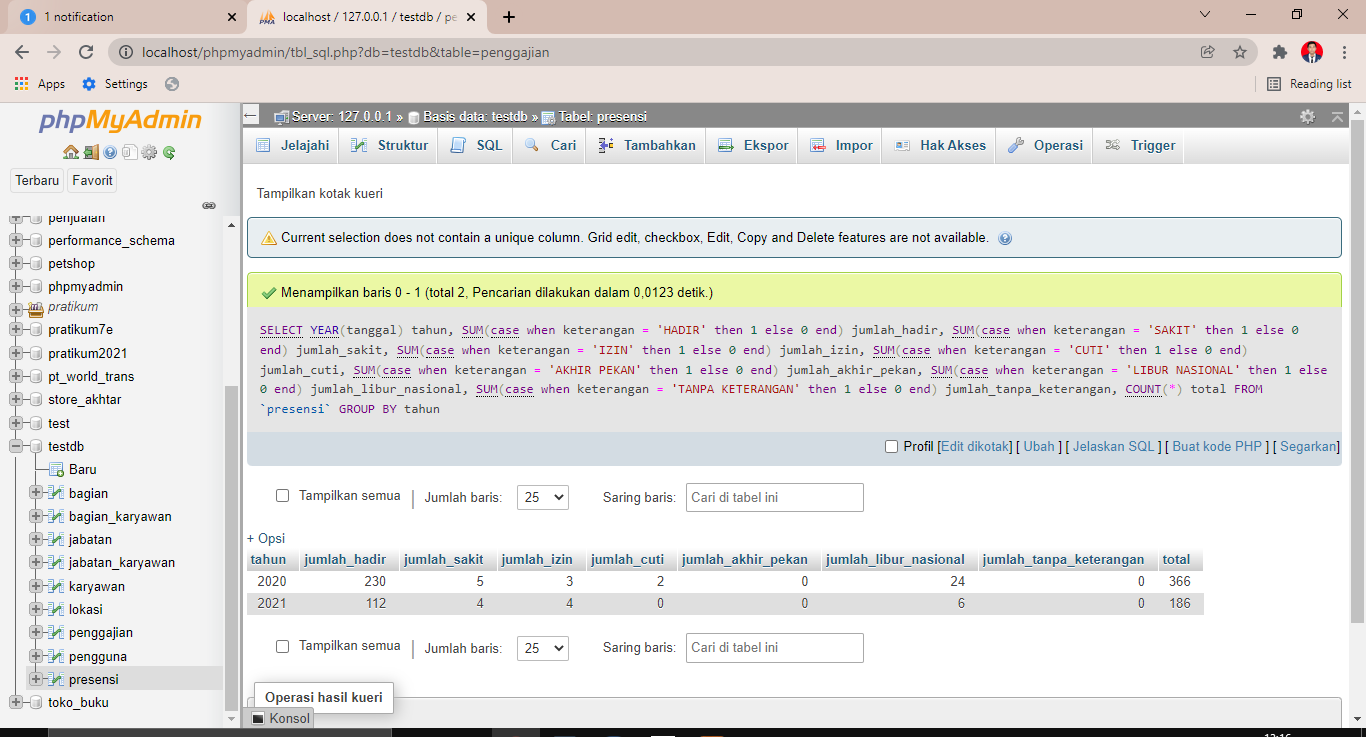 1 notification
localhost / 127.0.0.1 / testdb / pe
localhost/phpmyadmin/tbl_sql.php?db=testdb&table=penggajian
Apps
Settings
Reading list
phpMyAdmin
Terbaru
Favorit
penjualan
performance_schema
petshop
phpmyadmin
pratikum
pratikum7e
pratikum2021
pt_world_trans
store_akhtar
test
testdb
Baru
bagian
bagian_karyawan
jabatan
jabatan_karyawan
karyawan
lokasi
penggajian
pengguna
presensi
toko_buku
Server: 127.0.0.1 » Basis data: testdb » Tabel: presensi
Jelajahi Struktur SQL Cari Tambahkan Ekspor Impor Hak Akses Operasi Trigger
Tampilkan kotak kueri
Current selection does not contain a unique column. Grid edit, checkbox, Edit, Copy and Delete features are not available.
Menampilkan baris 0 - 1 (total 2, Pencarian dilakukan dalam 0,0123 detik.)
SELECT YEAR(tanggal) tahun, SUM(case when keterangan = 'HADIR' then 1 else 0 end) jumlah_hadir, SUM(case when keterangan = 'SAKIT' then 1 else 0
end) jumlah_sakit, SUM(case when keterangan = 'IZIN' then 1 else 0 end) jumlah_izin, SUM(case when keterangan = 'CUTI' then 1 else 0 end)
jumlah_cuti, SUM(case when keterangan = 'AKHIR PEKAN' then 1 else 0 end) jumlah_akhir_pekan, SUM(case when keterangan = 'LIBUR NASIONAL' then 1 else
0 end) jumlah_libur_nasional, SUM(case when keterangan = 'TANPA KETERANGAN' then 1 else 0 end) jumlah_tanpa_keterangan, COUNT(*) total FROM
`presensi` GROUP BY tahun
Profil [Edit dikotak] [ Ubah ] [ Jelaskan SQL ] [ Buat kode PHP ] [ Segarkan]
Tampilkan semua | Jumlah baris: 25 Saring baris: Cari di tabel ini
+ Opsi
tahun jumlah_hadir jumlah_sakit jumlah_izin jumlah_cuti jumlah_akhir_pekan jumlah_libur_nasional jumlah_tanpa_keterangan total
2020 230 5 3 2 0 24 0 366
2021 112 4 4 0 0 6 0 186
Tampilkan semua | Jumlah baris: 25 Saring baris: Cari di tabel ini
Operasi hasil kueri
Konsol